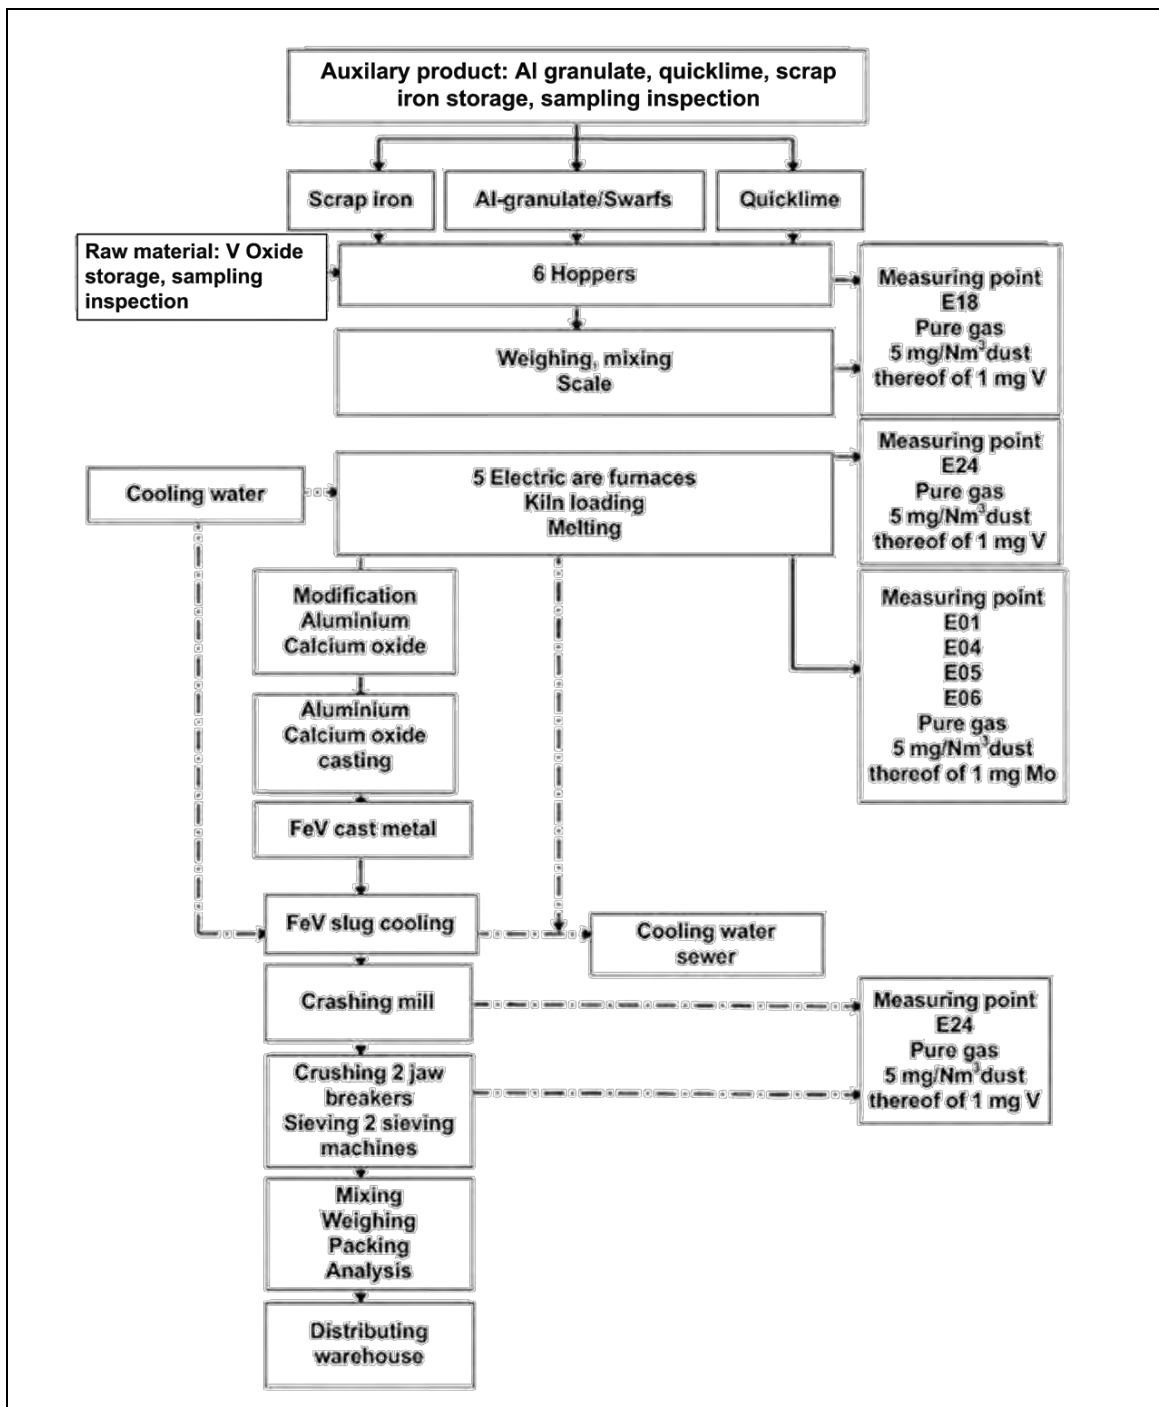 Auxilary product: Al granulate, quicklime, scrap
iron storage, sampling inspection
Scrap iron
Al-granulate/Swarfs
Quicklime
Raw material: V Oxide
storage, sampling
inspection
6 Hoppers
Measuring point
E18
Pure gas
5 mg/Nm³dust
thereof of 1 mg V
Weighing, mixing
Scale
Cooling water
5 Electric are furnaces
Kiln loading
Melting
Measuring point
E24
Pure gas
5 mg/Nm³dust
thereof of 1 mg V
Modification
Aluminium
Calcium oxide
Measuring point
E01
E04
E05
E06
Pure gas
5 mg/Nm³dust
thereof of 1 mg Mo
Aluminium
Calcium oxide
casting
FeV cast metal
FeV slug cooling
Cooling water
sewer
Crashing mill
Measuring point
E24
Pure gas
5 mg/Nm³dust
thereof of 1 mg V
Crushing 2 jaw
breakers
Sieving 2 sieving
machines
Mixing
Weighing
Packing
Analysis
Distributing
warehouse